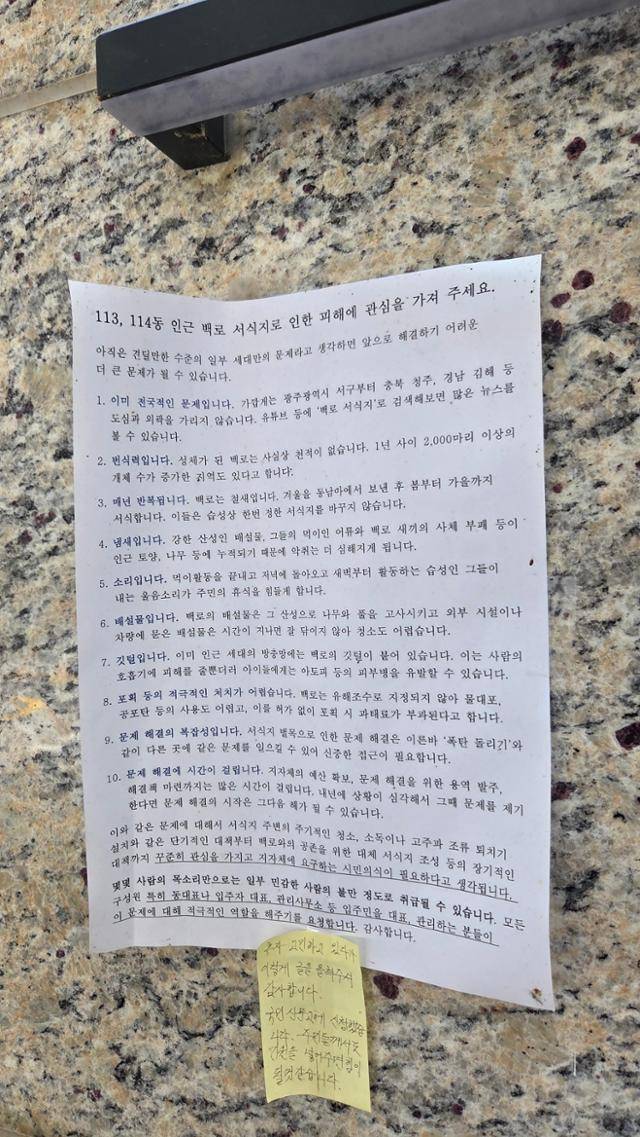 113, 114동 인근 백로 서식지로 인한 피해에 관심을 가져 주세요.
아직은 견딜만한 수준의 일부 세대만의 문제라고 생각하면 앞으로 해결하기 어려운
더 큰 문제가 될 수 있습니다.
1. 이미 전국적인 문제입니다. 가깝게는 광주광역시 서구부터 충북 청주, 경남 김해 등
도심과 외곽을 가리지 않습니다. 유튜브 등에 '백로 서식지'로 검색해보면 많은 뉴스를
볼 수 있습니다.
2. 번식력입니다. 성체가 된 백로는 사실상 천적이 없습니다. 1년 사이 2,000마리 이상의
개체 수가 증가한 지역도 있다고 합니다.
3. 매년 반복됩니다. 백로는 철새입니다. 겨울을 동남아에서 보낸 후 봄부터 가을까지
서식합니다. 이들은 습성상 한번 정한 서식지를 바꾸지 않습니다.
4. 냄새입니다. 강한 산성인 배설물, 그들의 먹이인 어류와 백로 새끼의 사체 부패 등이
인근 토양, 나무 등에 누적되기 때문에 악취는 더 심해지게 됩니다.
5. 소리입니다. 먹이활동을 끝내고 저녁에 돌아오고 새벽부터 활동하는 습성인 그들이
내는 울음소리가 주민의 휴식을 힘들게 합니다.
6. 배설물입니다. 백로의 배설물은 그 산성으로 나무와 풀을 고사시키고 외부 시설이나
차량에 묻은 배설물은 시간이 지나면 잘 닦이지 않아 청소도 어렵습니다.
7. 깃털입니다. 이미 인근 세대의 방충망에는 백로의 깃털이 붙어 있습니다. 이는 사람의
호흡기에 피해를 줄뿐더러 아이들에게는 아토피 등의 피부병을 유발할 수 있습니다.
8. 포획 등의 적극적인 처치가 어렵습니다. 백로는 유해조수로 지정되지 않아 물대포,
공포탄 등의 사용도 어렵고, 이를 허가 없이 포획 시 과태료가 부과된다고 합니다.
9. 문제 해결의 복잡성입니다. 서식지 벌목으로 인한 문제 해결은 이른바 '폭탄 돌리기'와
같이 다른 곳에 같은 문제를 일으킬 수 있어 신중한 접근이 필요합니다.
10. 문제 해결에 시간이 걸립니다. 지자체의 예산 확보, 문제 해결을 위한 용역 발주,
해결책 마련까지는 많은 시간이 걸립니다. 내년에 상황이 심각해서 그때 문제를 제기
한다면 문제 해결의 시작은 그다음 해가 될 수 있습니다.
이와 같은 문제에 대해서 서식지 주변의 주기적인 청소, 소독이나 고주파 조류 퇴치기
설치와 같은 단기적인 대책부터 백로와의 공존을 위한 대체 서식지 조성 등의 장기적인
대책까지 꾸준히 관심을 가지고 지자체에 요구하는 시민의식이 필요하다고 생각됩니다.
몇몇 사람의 목소리만으로는 일부 민감한 사람의 불만 정도로 취급될 수 있습니다. 모든
구성원 특히 동대표나 입주자 대표, 관리사무소 등 입주민을 대표, 관리하는 분들이
이 문제에 대해 적극적인 역할을 해주기를 요청합니다. 감사합니다.
이렇게 글을 올려주셔
감사합니다.
국민신문고에 신청했습
니다. 주민들께서도
민원을 넣어주면 힘이
될것 같습니다.